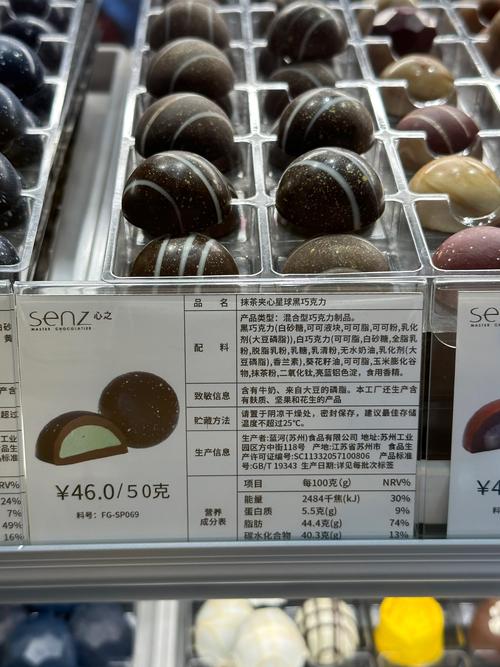 senz 心之
MASTER CHOCOLATIER
¥46.0/50克
料号：FG-SP069
品 名 抹茶夹心星球黑巧克力
配 料
产品类型：混合型巧克力制品。
黑巧克力(白砂糖,可可液块,可可脂,可可粉,乳化
剂(大豆磷脂)),白巧克力(可可脂,白砂糖,全脂乳
粉,脱脂乳粉,乳糖,乳清粉,无水奶油,乳化剂(大
豆磷脂),香兰素),葵花籽油,可可脂,玉米膨化谷
物,抹茶粉,二氧化钛,亮蓝铝色淀，食用香精。
致敏信息
含有牛奶、来自大豆的磷脂。本工厂还生产含
有麸质、坚果和花生的产品
贮藏方法
请置于阴凉干燥处，密封保存，建议最佳存储
温度不超过25℃。
生产信息
生产者:蓝河(苏州)食品有限公司 地址:苏州工业
园区东方中街118号 产地:江苏省苏州市 食品生
产许可证编号:SC11332057100806 产品标准
号:GB/T 19343 生产日期:详见每批次标签
营养
成分表
项目 每100克(g) NRV%
能量 2484千焦(kJ) 30%
蛋白质 5.5克(g) 9%
脂肪 44.4克(g) 74%
碳水化合物 40.3克(g) 13%
RV%
24%
7%
49%
16%
se
MASTER
¥4